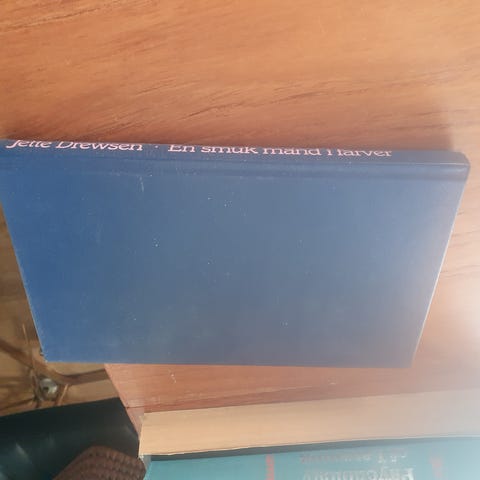 Jette Drewsen · En smuk mand i farver